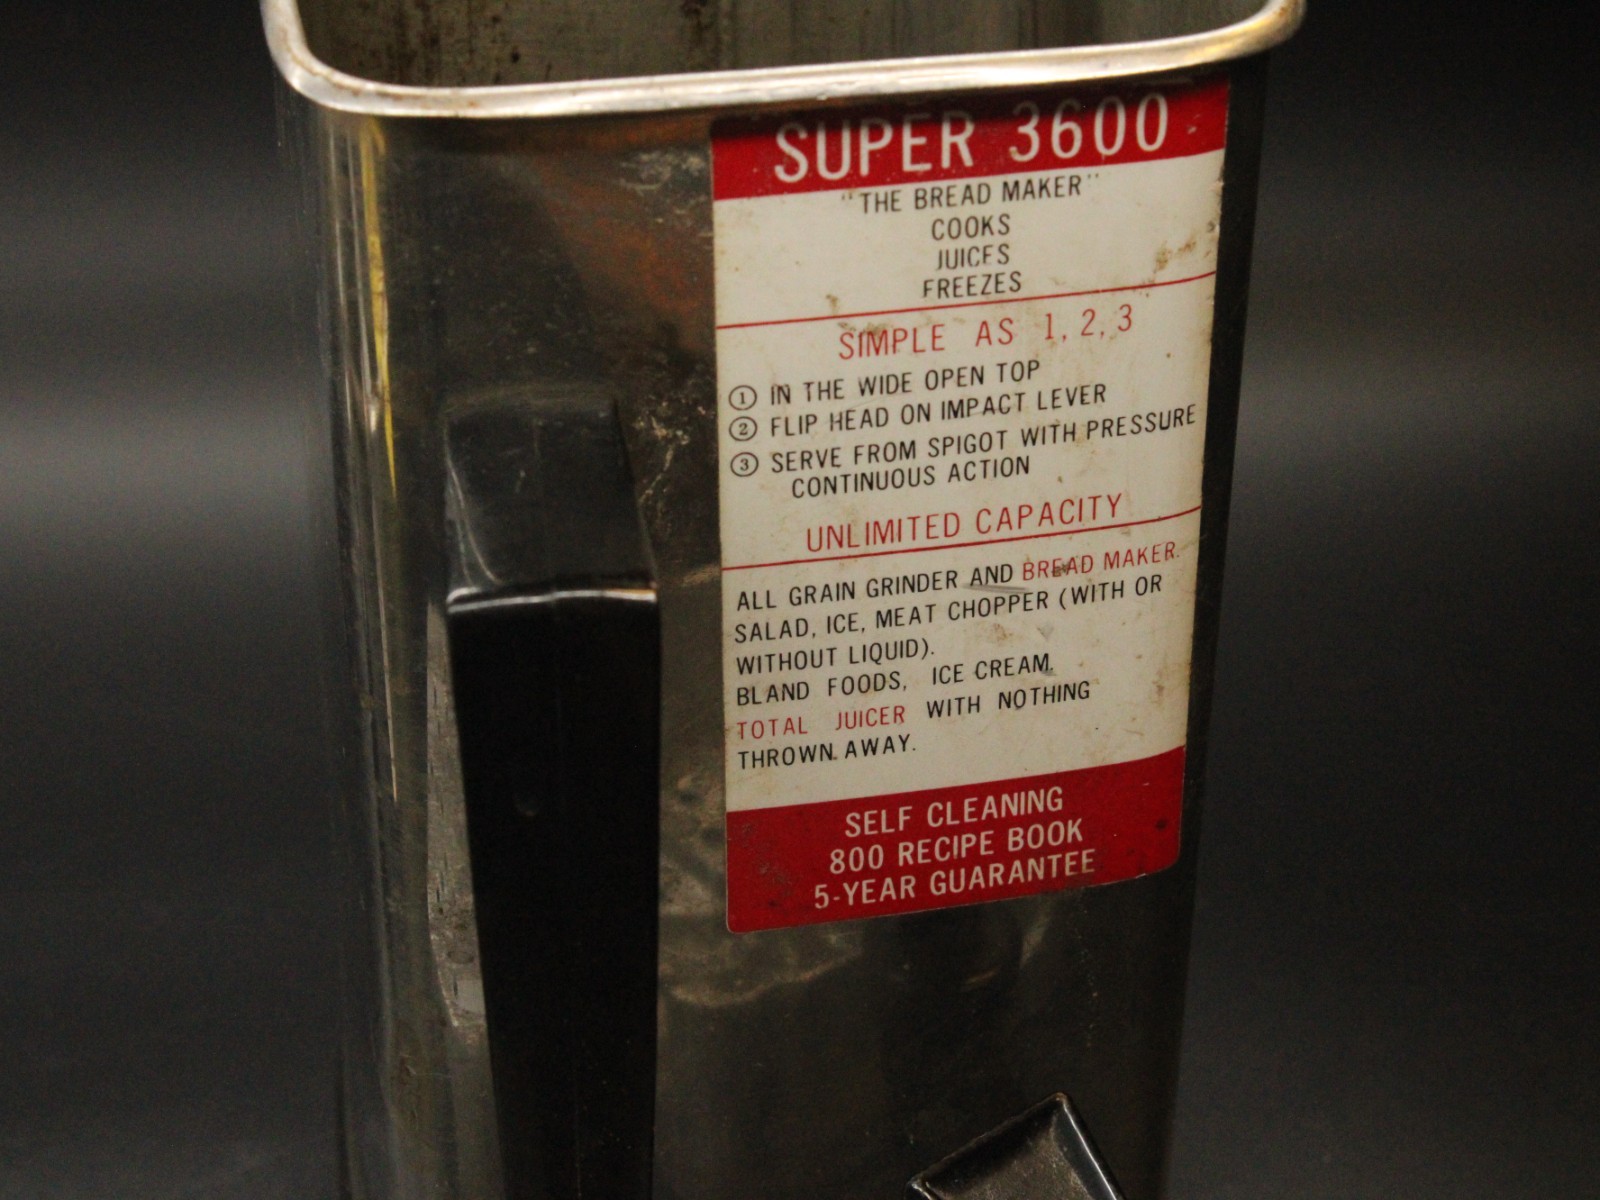 SUPER 3600
"THE BREAD MAKER"
COOKS
JUICES
FREEZES
SIMPLE AS 1, 2, 3
① IN THE WIDE OPEN TOP
② FLIP HEAD ON IMPACT LEVER
③ SERVE FROM SPIGOT WITH PRESSURE
CONTINUOUS ACTION
UNLIMITED CAPACITY
ALL GRAIN GRINDER AND BREAD MAKER.
SALAD, ICE, MEAT CHOPPER (WITH OR
WITHOUT LIQUID).
BLAND FOODS, ICE CREAM.
TOTAL JUICER WITH NOTHING
THROWN AWAY.
SELF CLEANING
800 RECIPE BOOK
5-YEAR GUARANTEE